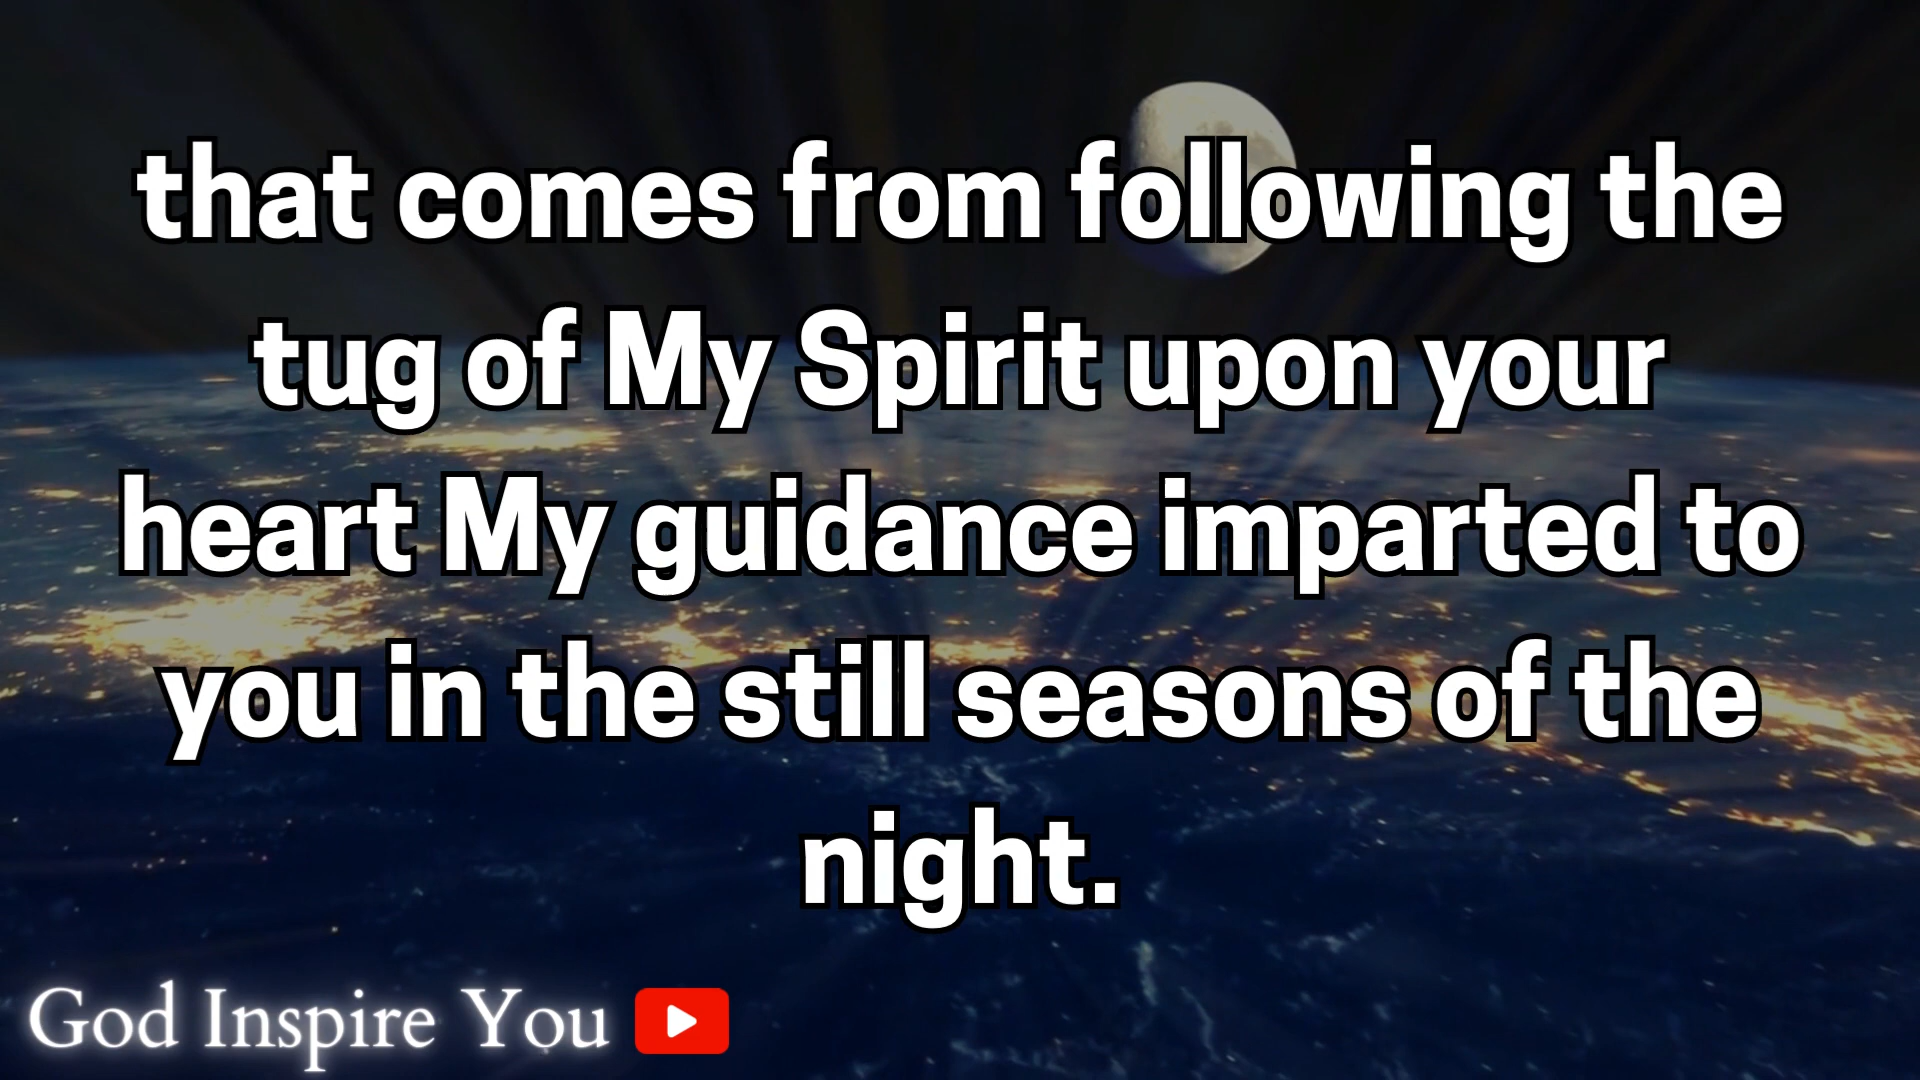 that comes from following the
tug of My Spirit upon your
heart My guidance imparted to
you in the still seasons of the
night.
God Inspire You